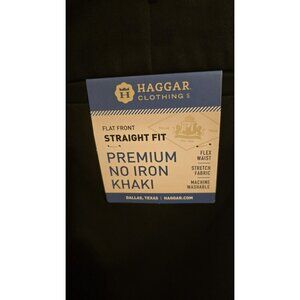 H
HAGGAR
CLOTHING
FLAT FRONT
STRAIGHT FIT
PREMIUM
NO IRON
KHAKI
FLEX
WAIST
STRETCH
FABRIC
MACHINE
WASHABLE
DALLAS, TEXAS | HAGGAR.COM